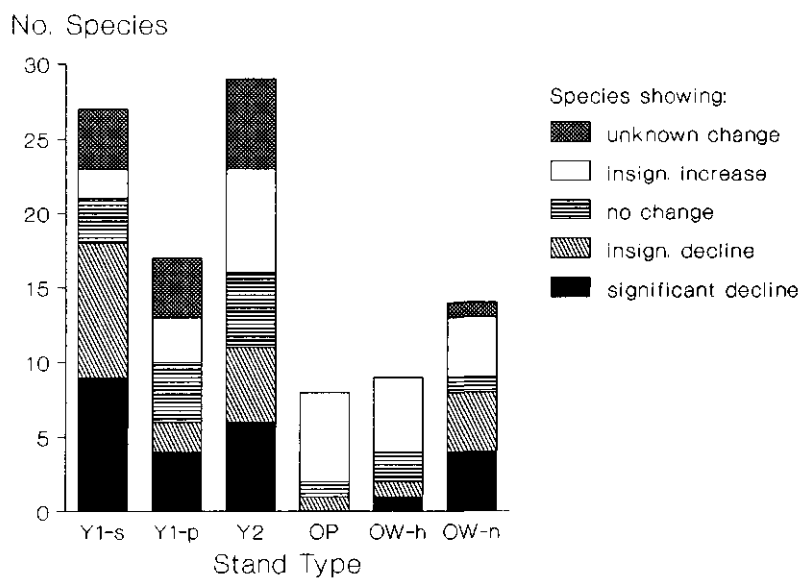 No. Species
30
25
20
15
10
5
0
Y1-s Y1-p Y2 OP OW-h OW-n
Stand Type
Species showing:
unknown change
insign. increase
no change
insign. decline
significant decline